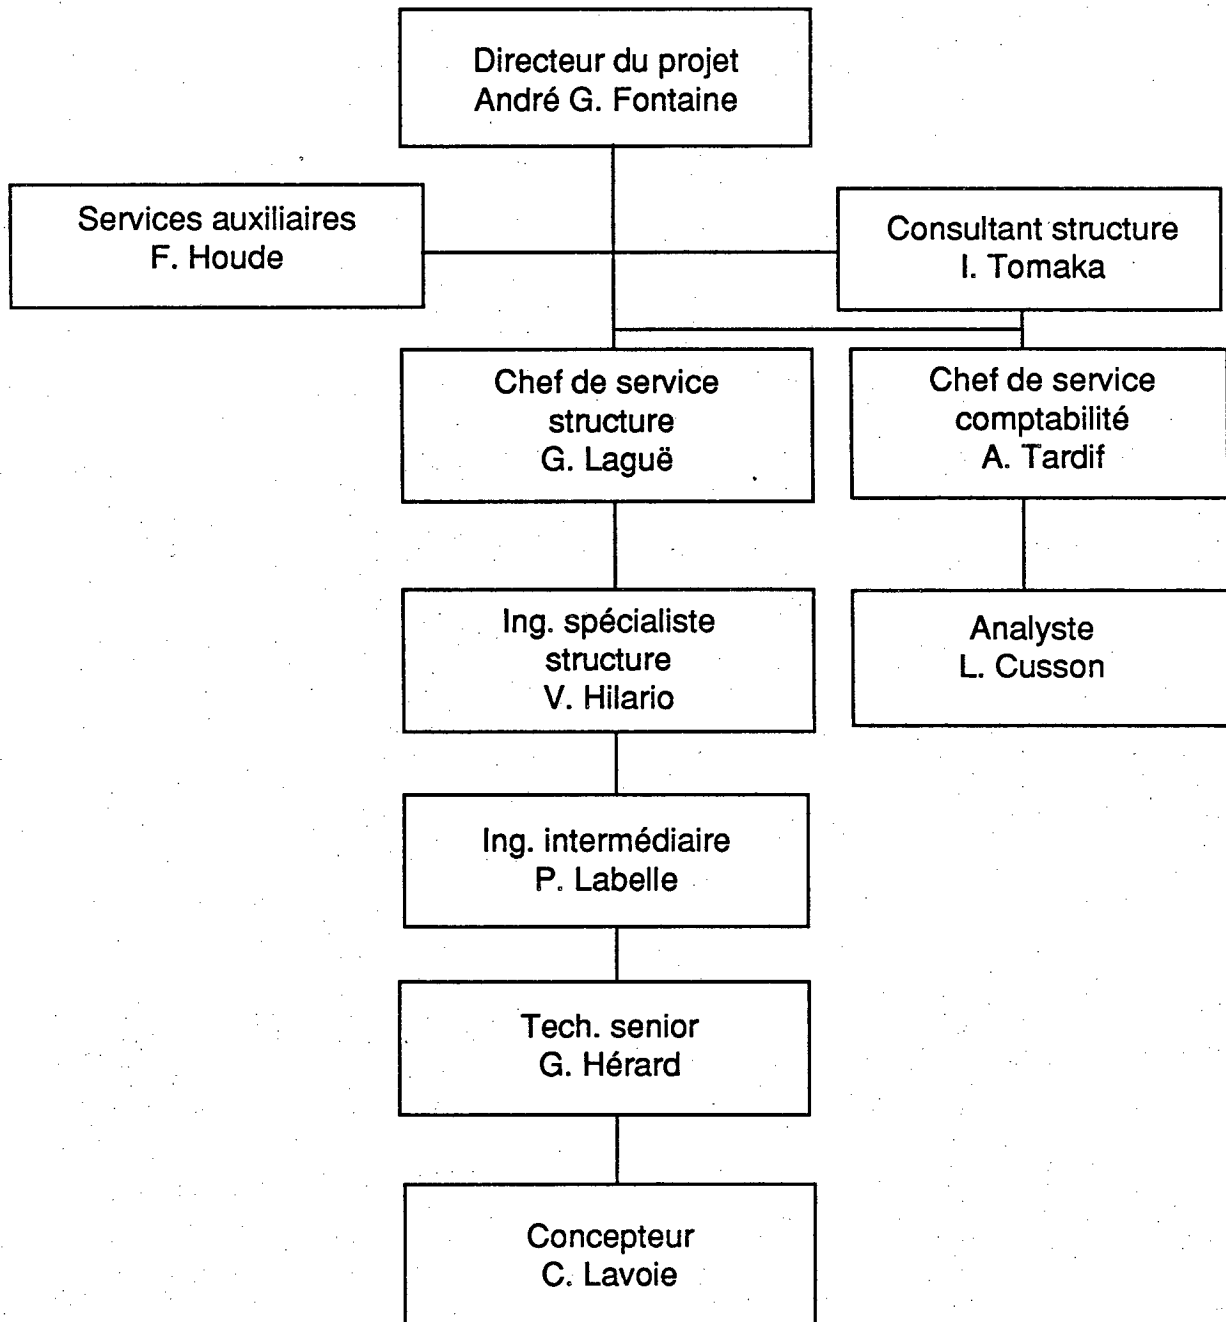 Directeur du projet
André G. Fontaine
Services auxiliaires
F. Houde
Consultant structure
I. Tomaka
Chef de service
structure
G. Laguë
Chef de service
comptabilité
A. Tardif
Ing. spécialiste
structure
V. Hilario
Analyste
L. Cusson
Ing. intermédiaire
P. Labelle
Tech. senior
G. Hérard
Concepteur
C. Lavoie